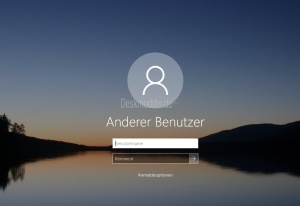 Deskmodder.de
Anderer Benutzer
Benutzername
Kennwort
Anmeldeoptionen